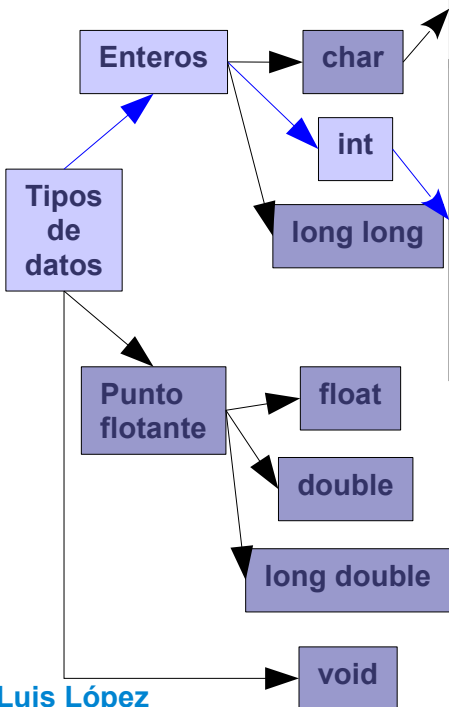 Enteros
char
int
long long
Tipos
de
datos
Punto
flotante
float
double
long double
void
Luis López